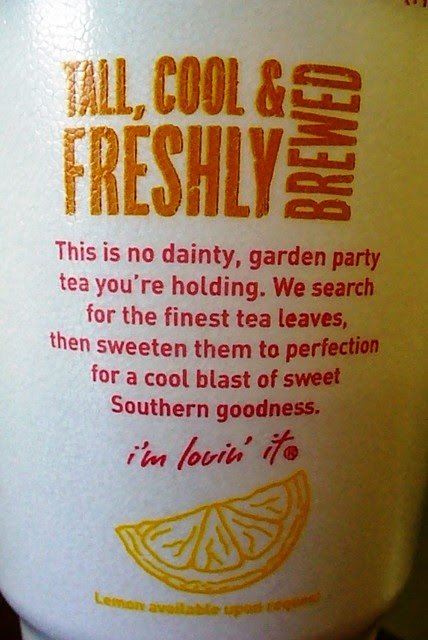 TALL, COOL &
FRESHLY
BREWED
This is no dainty, garden party
tea you're holding. We search
for the finest tea leaves,
then sweeten them to perfection
for a cool blast of sweet
Southern goodness.
i'm lovin' it®
Lemon available upon request